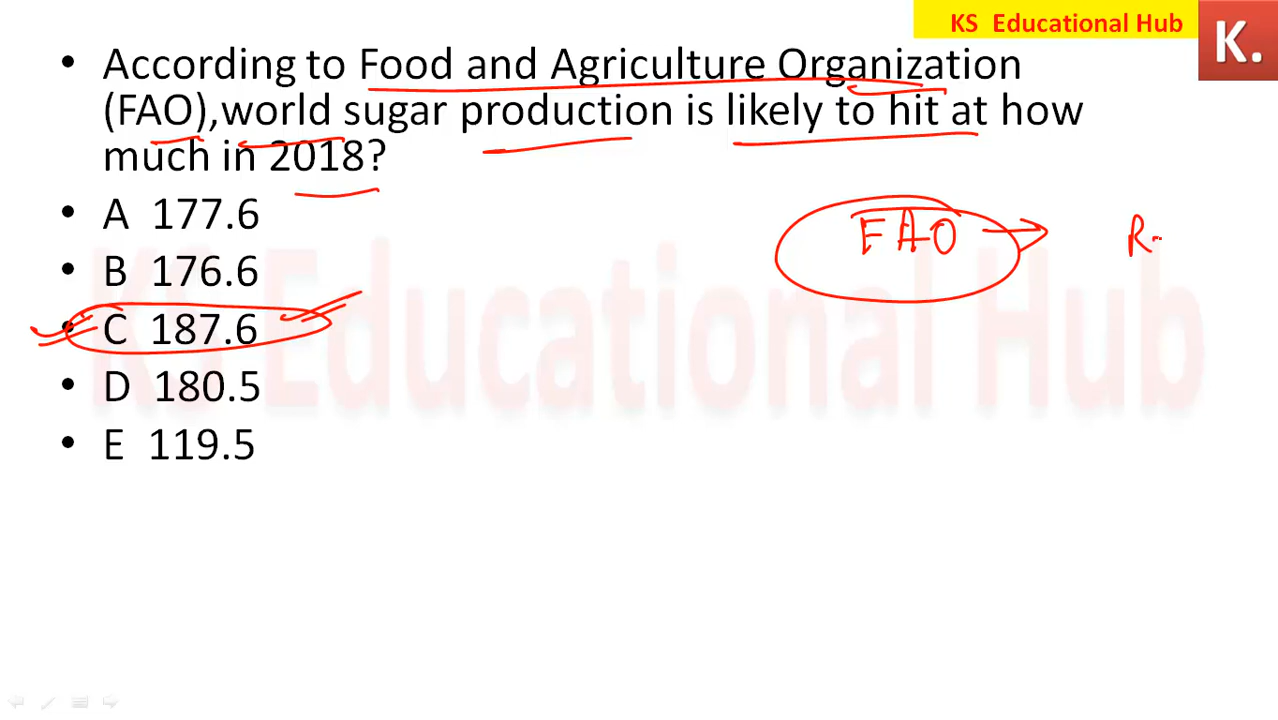 KS Educational Hub
K.
• According to Food and Agriculture Organization
(FAO),world sugar production is likely to hit at how
much in 2018?
• A 177.6
FAO → R
• B 176.6
• C 187.6
• D 180.5
• E 119.5
KS Educational Hub